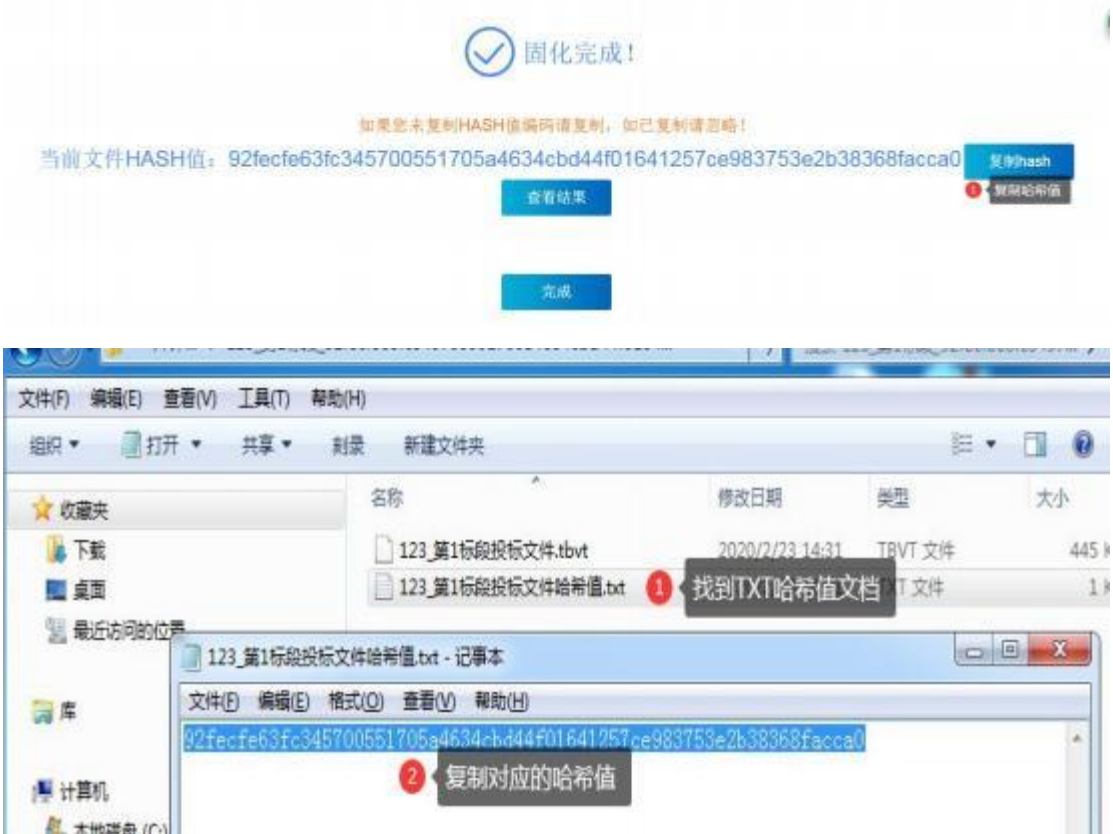 固化完成！
如果您未复制HASH值编码请复制，如已复制请忽略！
当前文件HASH值：92fecfe63fc345700551705a4634cbd44f01641257ce983753e2b38368facca0 复制hash
1 复制哈希值
查看结果
完成
文件(F) 编辑(E) 查看(V) 工具(T) 帮助(H)
组织 打开 共享 刻录 新建文件夹
收藏夹 名称 修改日期 类型 大小
下载 123_第1标段投标文件.tbvt 2020/2/23 14:31 TBVT 文件 445
桌面 123_第1标段投标文件哈希值.txt 1 找到TXT哈希值文档 文件 1
最近访问的位置
123_第1标段投标文件哈希值.txt - 记事本
库 文件(F) 编辑(E) 格式(O) 查看(V) 帮助(H)
92fecfe63fc345700551705a4634cbd44f01641257ce983753e2b38368facca0
2 复制对应的哈希值
计算机
本地磁盘 (C:)